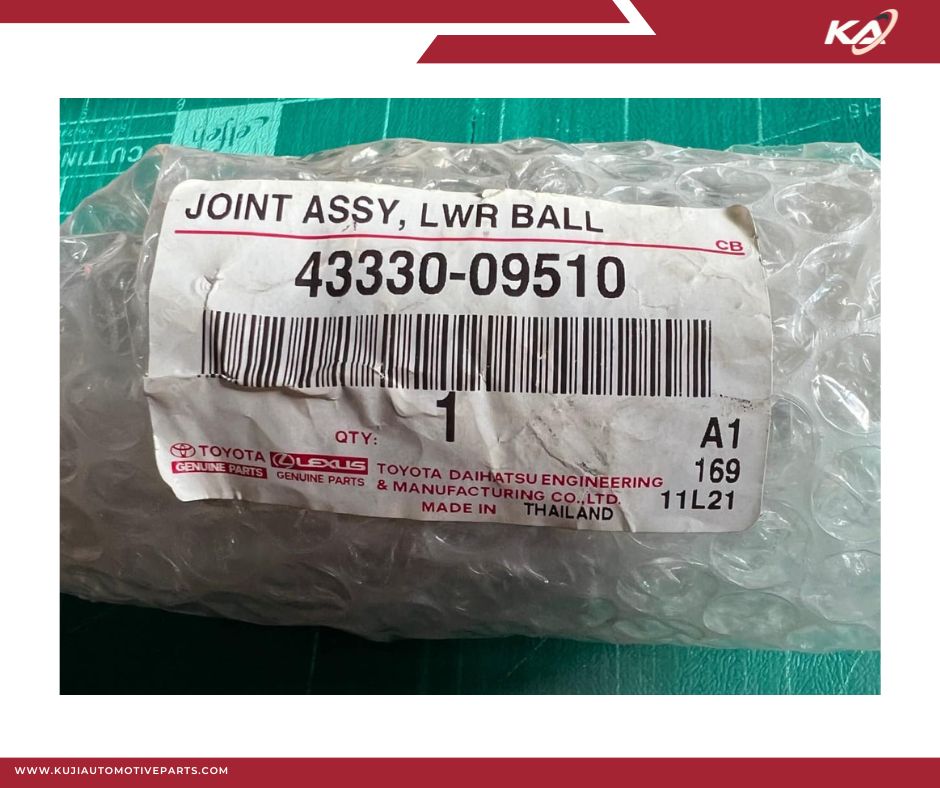 KA
JOINT ASSY, LWR BALL
CB
43330-09510
QTY: 1
A1
169
11L21
TOYOTA
GENUINE PARTS
LEXUS
GENUINE PARTS
TOYOTA DAIHATSU ENGINEERING
& MANUFACTURING CO.,LTD.
MADE IN THAILAND
WWW.KUJIAUTOMOTIVEPARTS.COM